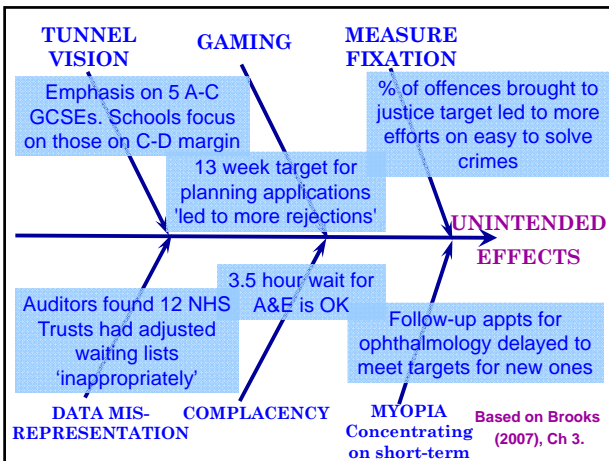 TUNNEL
VISION
GAMING
MEASURE
FIXATION
Emphasis on 5 A-C
GCSEs. Schools focus
on those on C-D margin
13 week target for
planning applications
'led to more rejections'
% of offences brought to
justice target led to more
efforts on easy to solve
crimes
UNINTENDED
EFFECTS
Auditors found 12 NHS
Trusts had adjusted
waiting lists
‘inappropriately’
3.5 hour wait for
A&E is OK
Follow-up appts for
ophthalmology delayed to
meet targets for new ones
DATA MIS-
REPRESENTATION
COMPLACENCY
MYOPIA
Concentrating
on short-term
Based on Brooks
(2007), Ch 3.